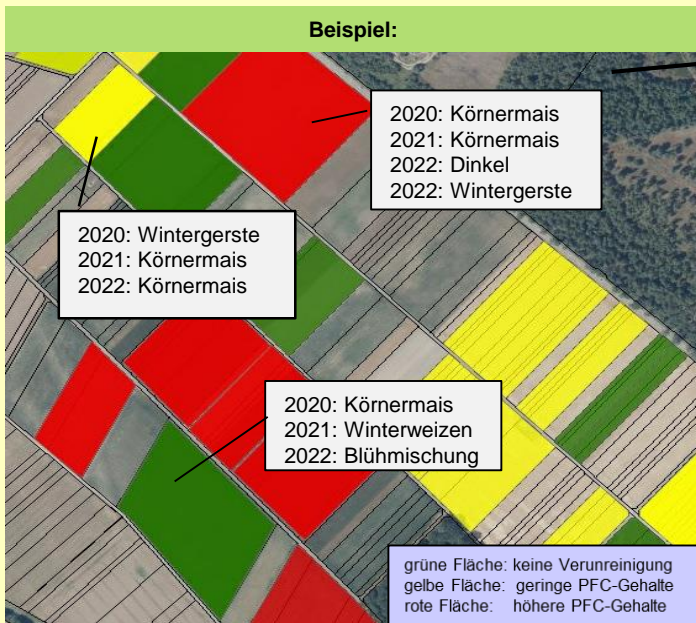 Beispiel:
2020: Körnermais
2021: Körnermais
2022: Dinkel
2022: Wintergerste
2020: Wintergerste
2021: Körnermais
2022: Körnermais
2020: Körnermais
2021: Winterweizen
2022: Blühmischung
grüne Fläche: keine Verunreinigung
gelbe Fläche: geringe PFC-Gehalte
rote Fläche: höhere PFC-Gehalte